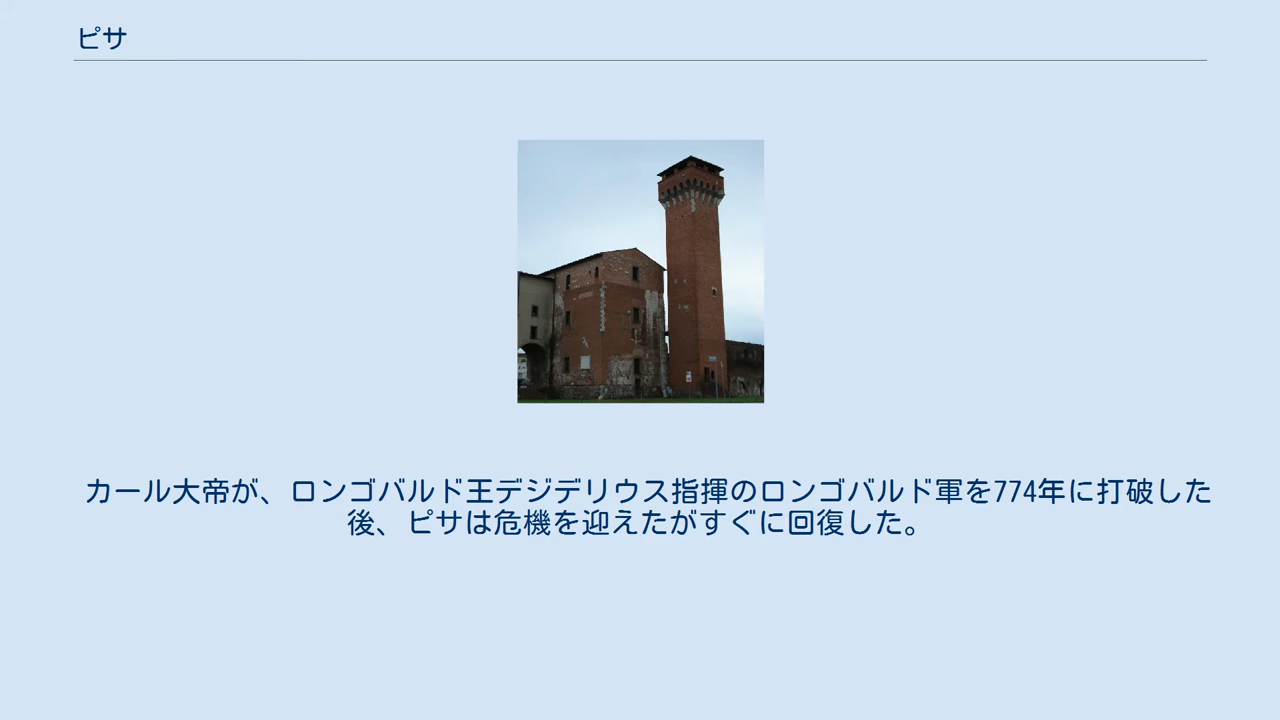 ピサ
カール大帝が、ロンゴバルド王デジデリウス指揮のロンゴバルド軍を774年に打破した
後、ピサは危機を迎えたがすぐに回復した。